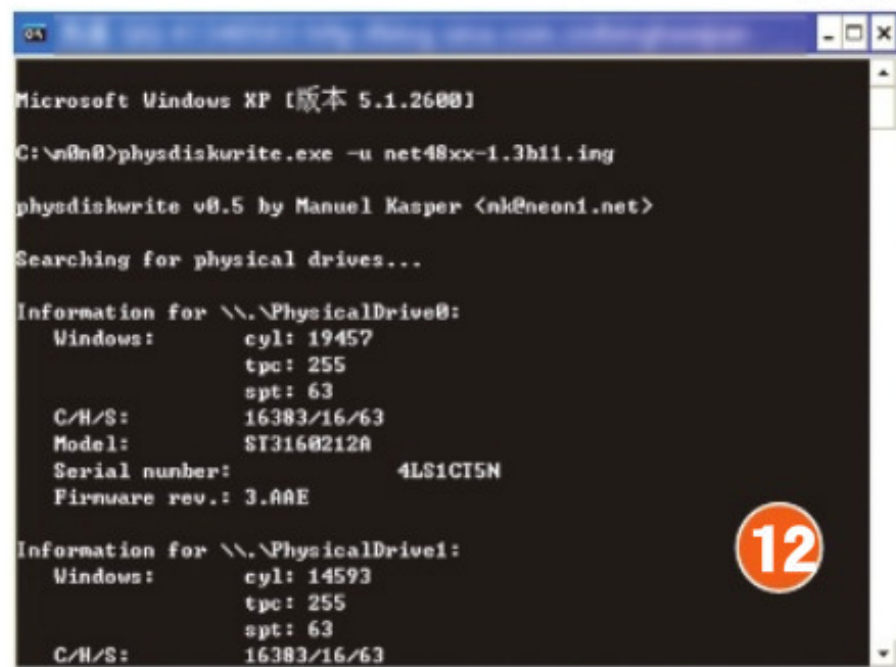 Microsoft Windows XP [版本 5.1.2600]
C:\m0n0>physdiskwrite.exe -u net48xx-1.3b11.img
physdiskwrite v0.5 by Manuel Kasper <mk@neon1.net>
Searching for physical drives...
Information for \\.\PhysicalDrive0:
Windows: cyl: 19457
tpc: 255
spt: 63
C/H/S: 16383/16/63
Model: ST3160212A
Serial number: 4LS1CT5N
Firmware rev.: 3.AAE
12
Information for \\.\PhysicalDrive1:
Windows: cyl: 14593
tpc: 255
spt: 63
C/H/S: 16383/16/63